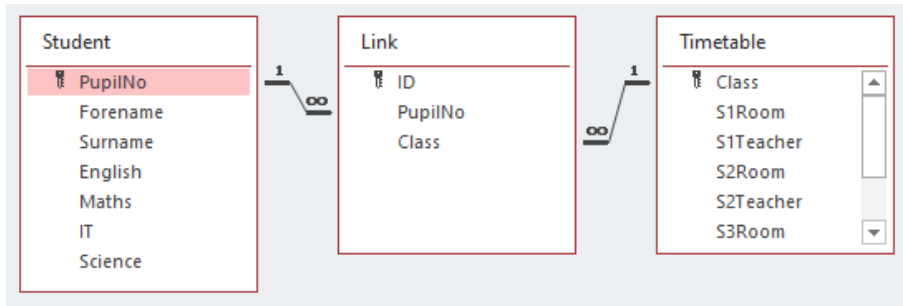 Student
PupilNo
Forename
Surname
English
Maths
IT
Science
1
∞
Link
ID
PupilNo
Class
∞
1
Timetable
Class
S1Room
S1Teacher
S2Room
S2Teacher
S3Room